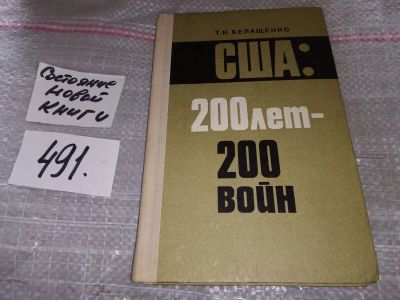 Состояние
новой
книги
491.
Т.Н. БЕЛАЩЕНКО
США:
200лет-
200
войн